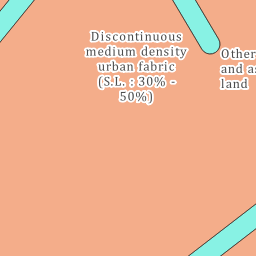 Discontinuous
medium density
urban fabric
(S.L. : 30% -
50%)
Other
and as
land